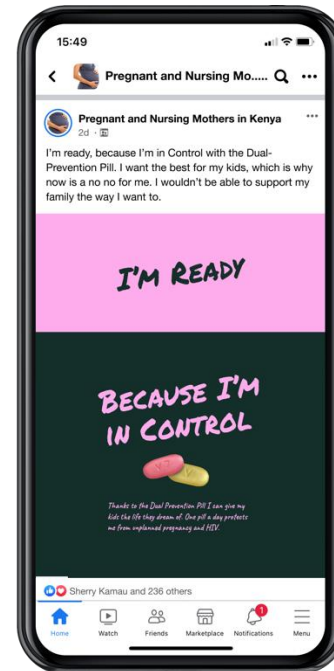 15:49
Pregnant and Nursing Mo.....
Pregnant and Nursing Mothers in Kenya
2d ·
I'm ready, because I'm in Control with the Dual-
Prevention Pill. I want the best for my kids, which is why
now is a no no for me. I wouldn't be able to support my
family the way I want to.
I'M READY
BECAUSE I'M
IN CONTROL
Thanks to the Dual Prevention Pill I can give my
kids the life they dream of. One pill a day protects
me from unplanned pregnancy and HIV.
Sherry Kamau and 236 others
1
Home Watch Friends Marketplace Notifications Menu